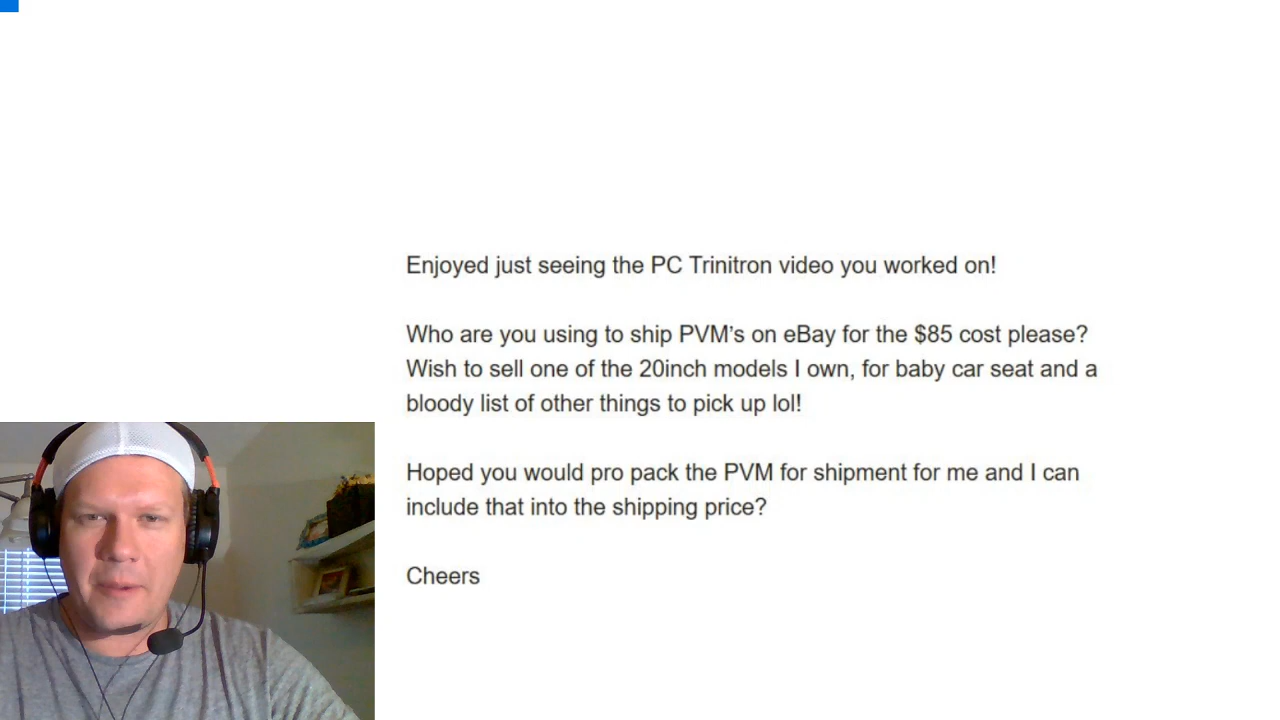 Enjoyed just seeing the PC Trinitron video you worked on!
Who are you using to ship PVM’s on eBay for the $85 cost please?
Wish to sell one of the 20inch models I own, for baby car seat and a
bloody list of other things to pick up lol!
Hoped you would pro pack the PVM for shipment for me and I can
include that into the shipping price?
Cheers